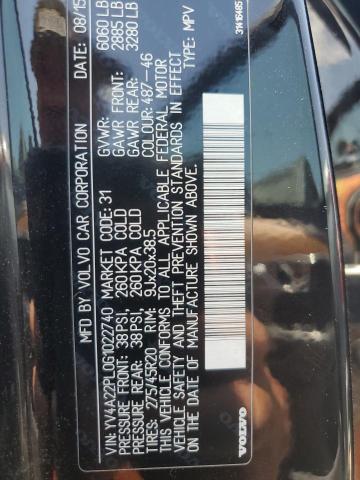 MFD BY VOLVO CAR CORPORATION 08/15
VIN: YV4A22PL0G1022740 MARKET CODE: 31 GVWR: 6060 LB
PRESSURE FRONT: 38PSI, 260KPA COLD GAWR FRONT: 2885 LB
PRESSURE REAR: 38PSI, 260KPA COLD GAWR REAR: 3280 LB
TIRES: 275/45R20 RIM: 9Jx20x38.5 COLOUR: 487--46
THIS VEHICLE CONFORMS TO ALL APPLICABLE FEDERAL MOTOR
VEHICLE SAFETY AND THEFT PREVENTION STANDARDS IN EFFECT
ON THE DATE OF MANUFACTURE SHOWN ABOVE. TYPE: MPV
VOLVO 31416485